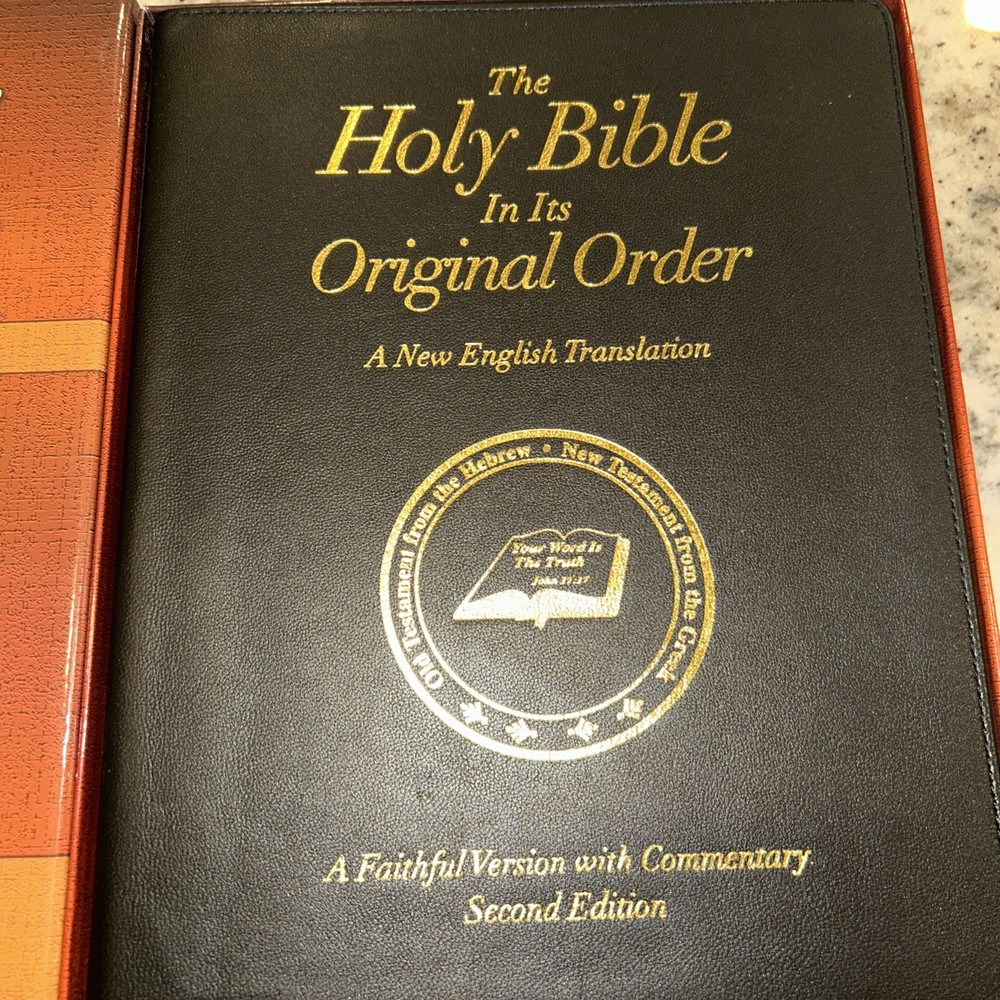 The
Holy Bible
In Its
Original Order
A New English Translation
Old Testament from the Hebrew • New Testament from the Greek
Your Word Is
The Truth
John 17:17
A Faithful Version with Commentary
Second Edition